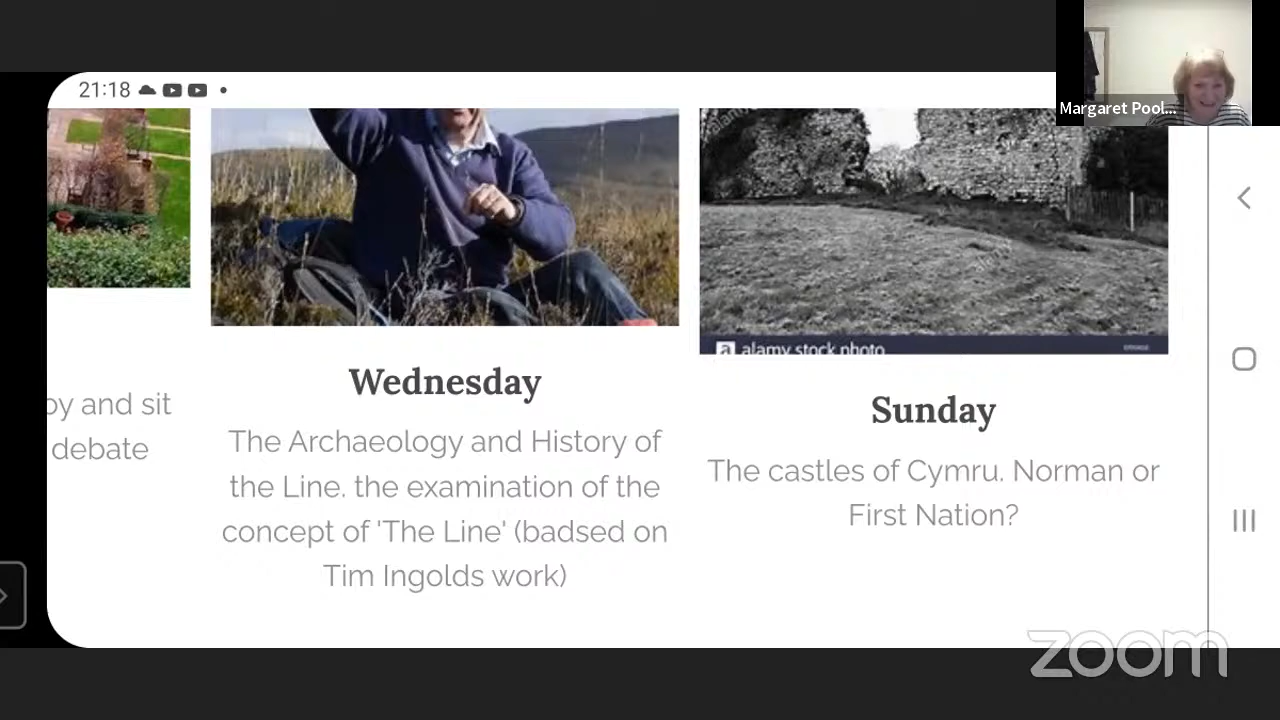 21:18
Margaret Pool...
by and sit
debate
Wednesday
The Archaeology and History of
the Line. the examination of the
concept of 'The Line' (badsed on
Tim Ingolds work)
a alamy stock photo
Sunday
The castles of Cymru. Norman or
First Nation?
zoom